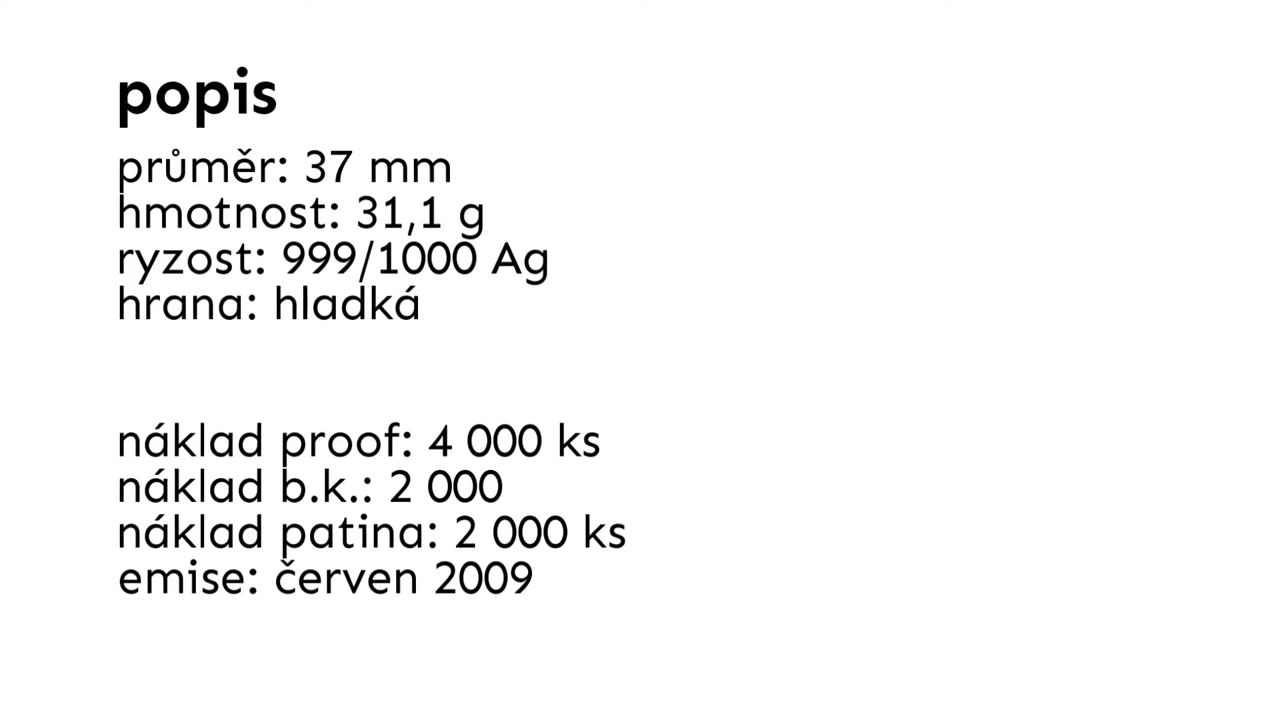 popis
průměr: 37 mm
hmotnost: 31,1 g
ryzost: 999/1000 Ag
hrana: hladká
náklad proof: 4 000 ks
náklad b.k.: 2 000
náklad patina: 2 000 ks
emise: červen 2009